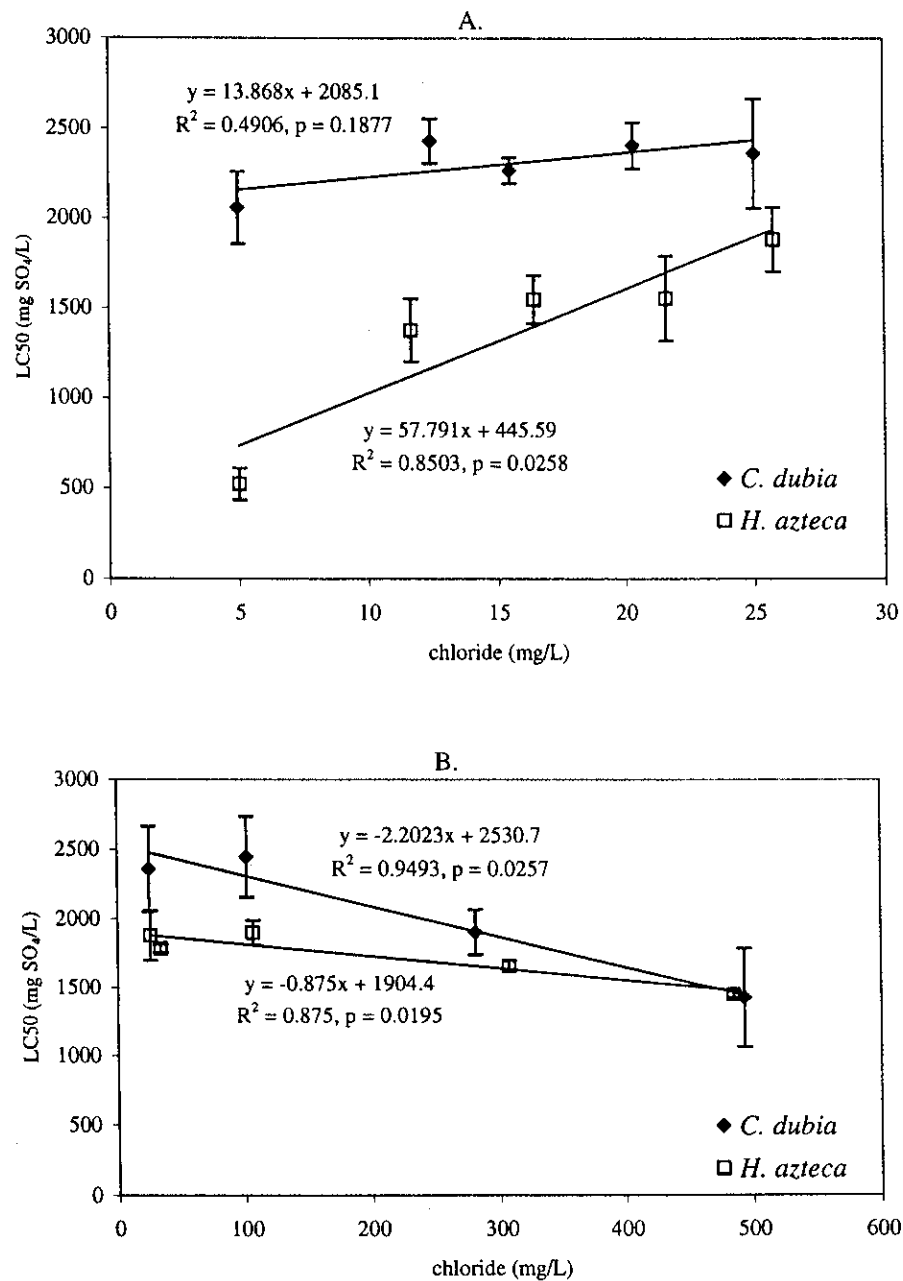 A.
3000
2500
2000
1500
1000
500
0
LC50 (mg SO₄/L)
y = 13.868x + 2085.1
R² = 0.4906, p = 0.1877
y = 57.791x + 445.59
R² = 0.8503, p = 0.0258
C. dubia
H. azteca
0 5 10 15 20 25 30
chloride (mg/L)
B.
3000
2500
2000
1500
1000
500
0
LC50 (mg SO₄/L)
y = -2.2023x + 2530.7
R² = 0.9493, p = 0.0257
y = -0.875x + 1904.4
R² = 0.875, p = 0.0195
C. dubia
H. azteca
0 100 200 300 400 500 600
chloride (mg/L)